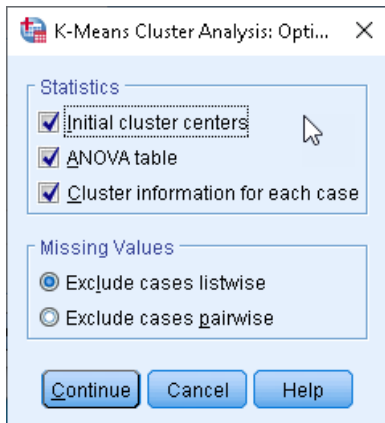 K-Means Cluster Analysis: Opti...
Statistics
Initial cluster centers
ANOVA table
Cluster information for each case
Missing Values
Exclude cases listwise
Exclude cases pairwise
Continue Cancel Help